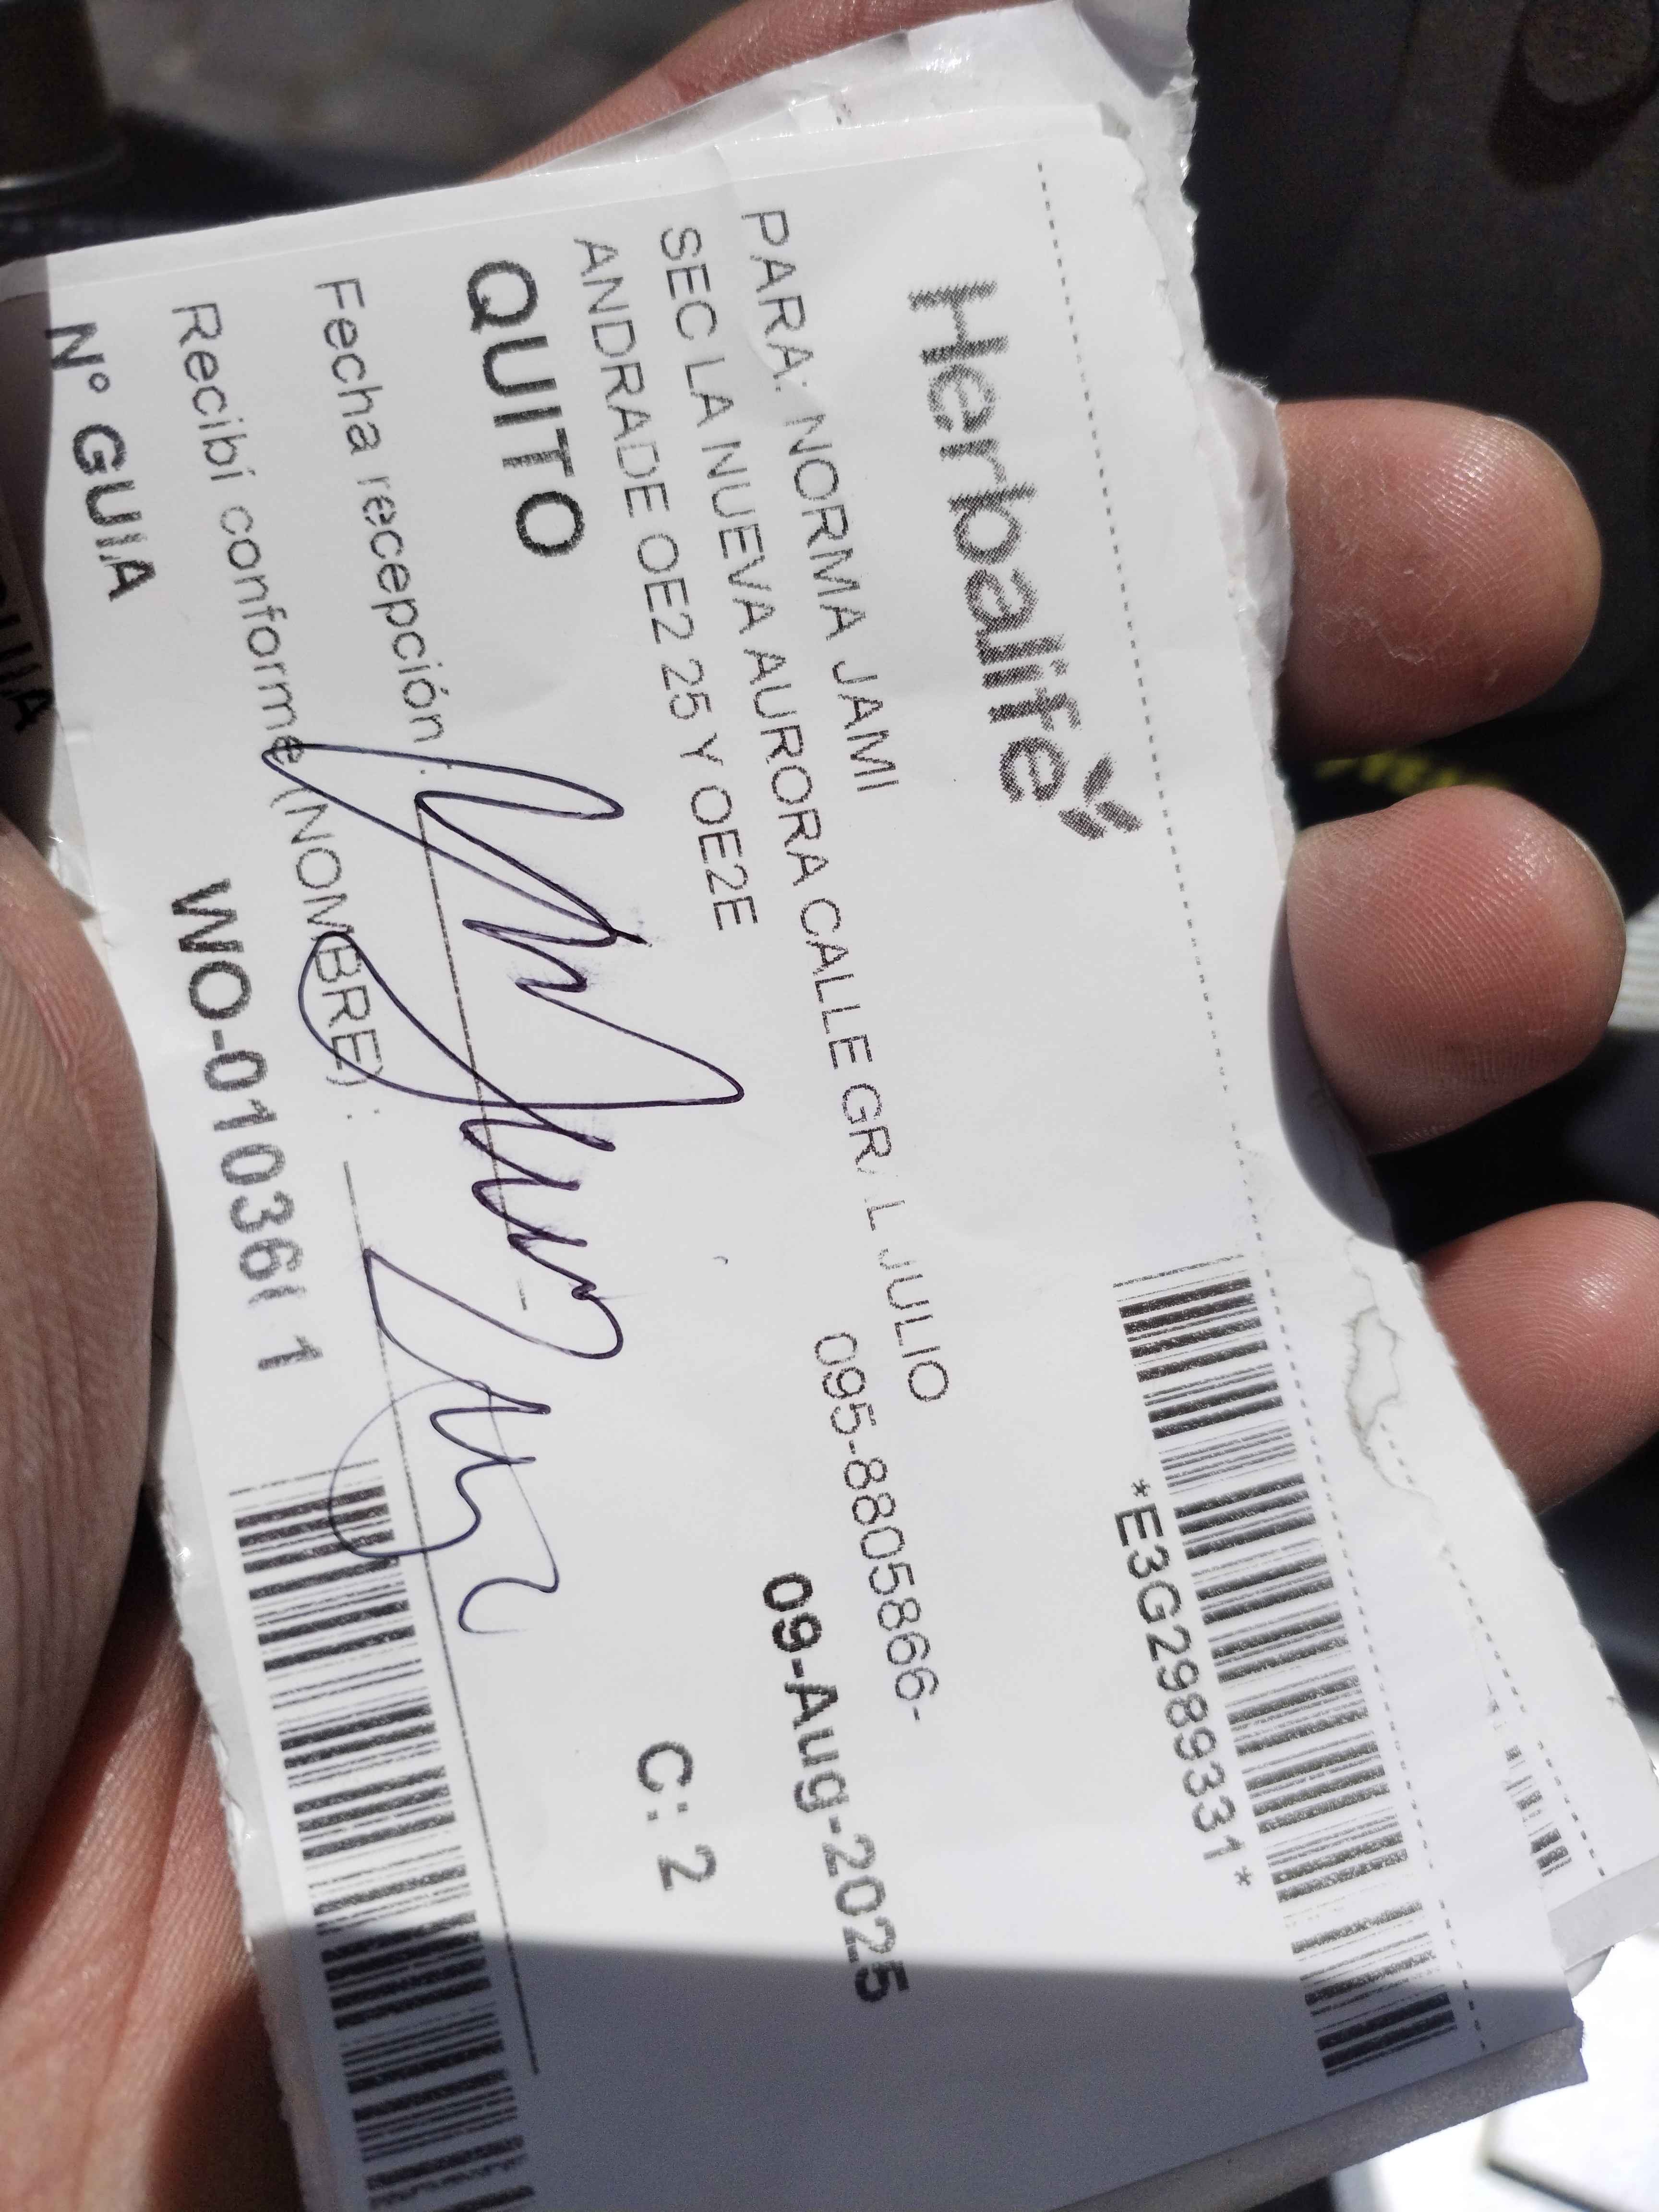 Herbalife
*E3G2989331*
PARA: NORMA JAMI
SEC LA NUEVA AURORA CALLE GR L JULIO
ANDRADE OE2 25 Y OE2E
095-8805866-
09-Aug-2025
QUITO
C: 2
Fecha recepción :
Recibí conforme (NOMBRE) :
N° GUIA